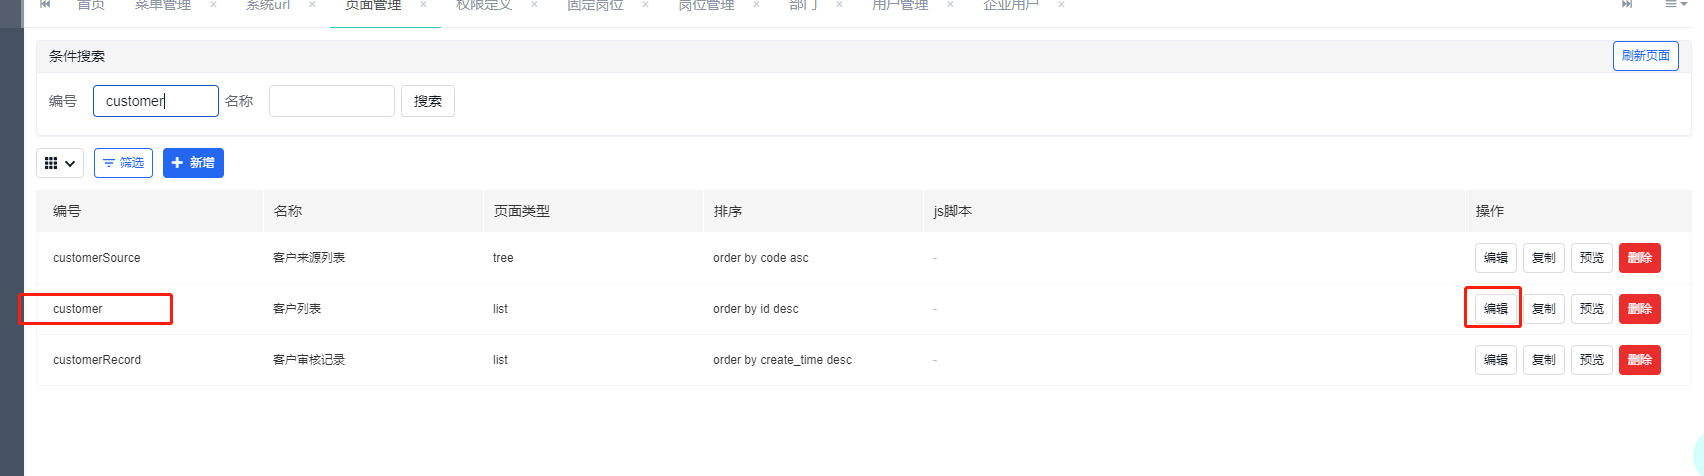 首页 菜单管理 × 系统url × 页面管理 × 权限定义 × 固定岗位 × 岗位管理 × 部门 × 用户管理 × 企业用户 ×
条件搜索 刷新页面
编号 customer 名称 搜索
筛选 + 新增
编号 名称 页面类型 排序 js脚本 操作
customerSource 客户来源列表 tree order by code asc - 编辑 复制 预览 删除
customer 客户列表 list order by id desc - 编辑 复制 预览 删除
customerRecord 客户审核记录 list order by create_time desc - 编辑 复制 预览 删除